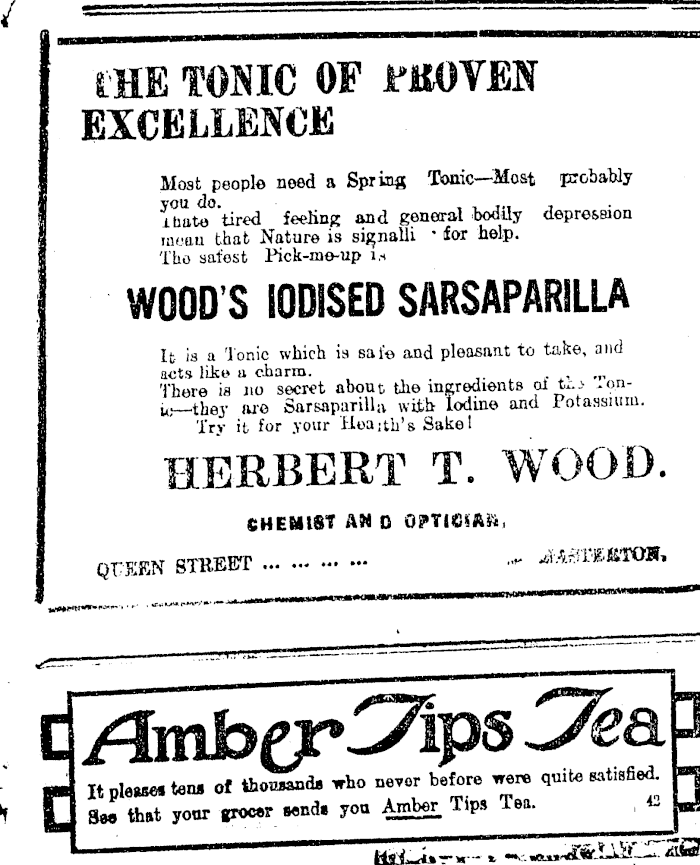 THE TONIC OF PROVEN
EXCELLENCE
Most people need a Spring Tonic—Most probably
you do.
Thate tired feeling and general bodily depression
mean that Nature is signalli for help.
The safest Pick-me-up is
WOOD'S IODISED SARSAPARILLA
It is a Tonic which is safe and pleasant to take, and
acts like a charm.
There is no secret about the ingredients of the Ton-
ic—they are Sarsaparilla with Iodine and Potassium.
Try it for your Health's Sake!
HERBERT T. WOOD.
CHEMIST AND OPTICIAN,
QUEEN STREET ... ... ... ... ... MASTERTON,
Amber Tips Tea
It pleases tens of thousands who never before were quite satisfied.
See that your grocer sends you Amber Tips Tea. 42